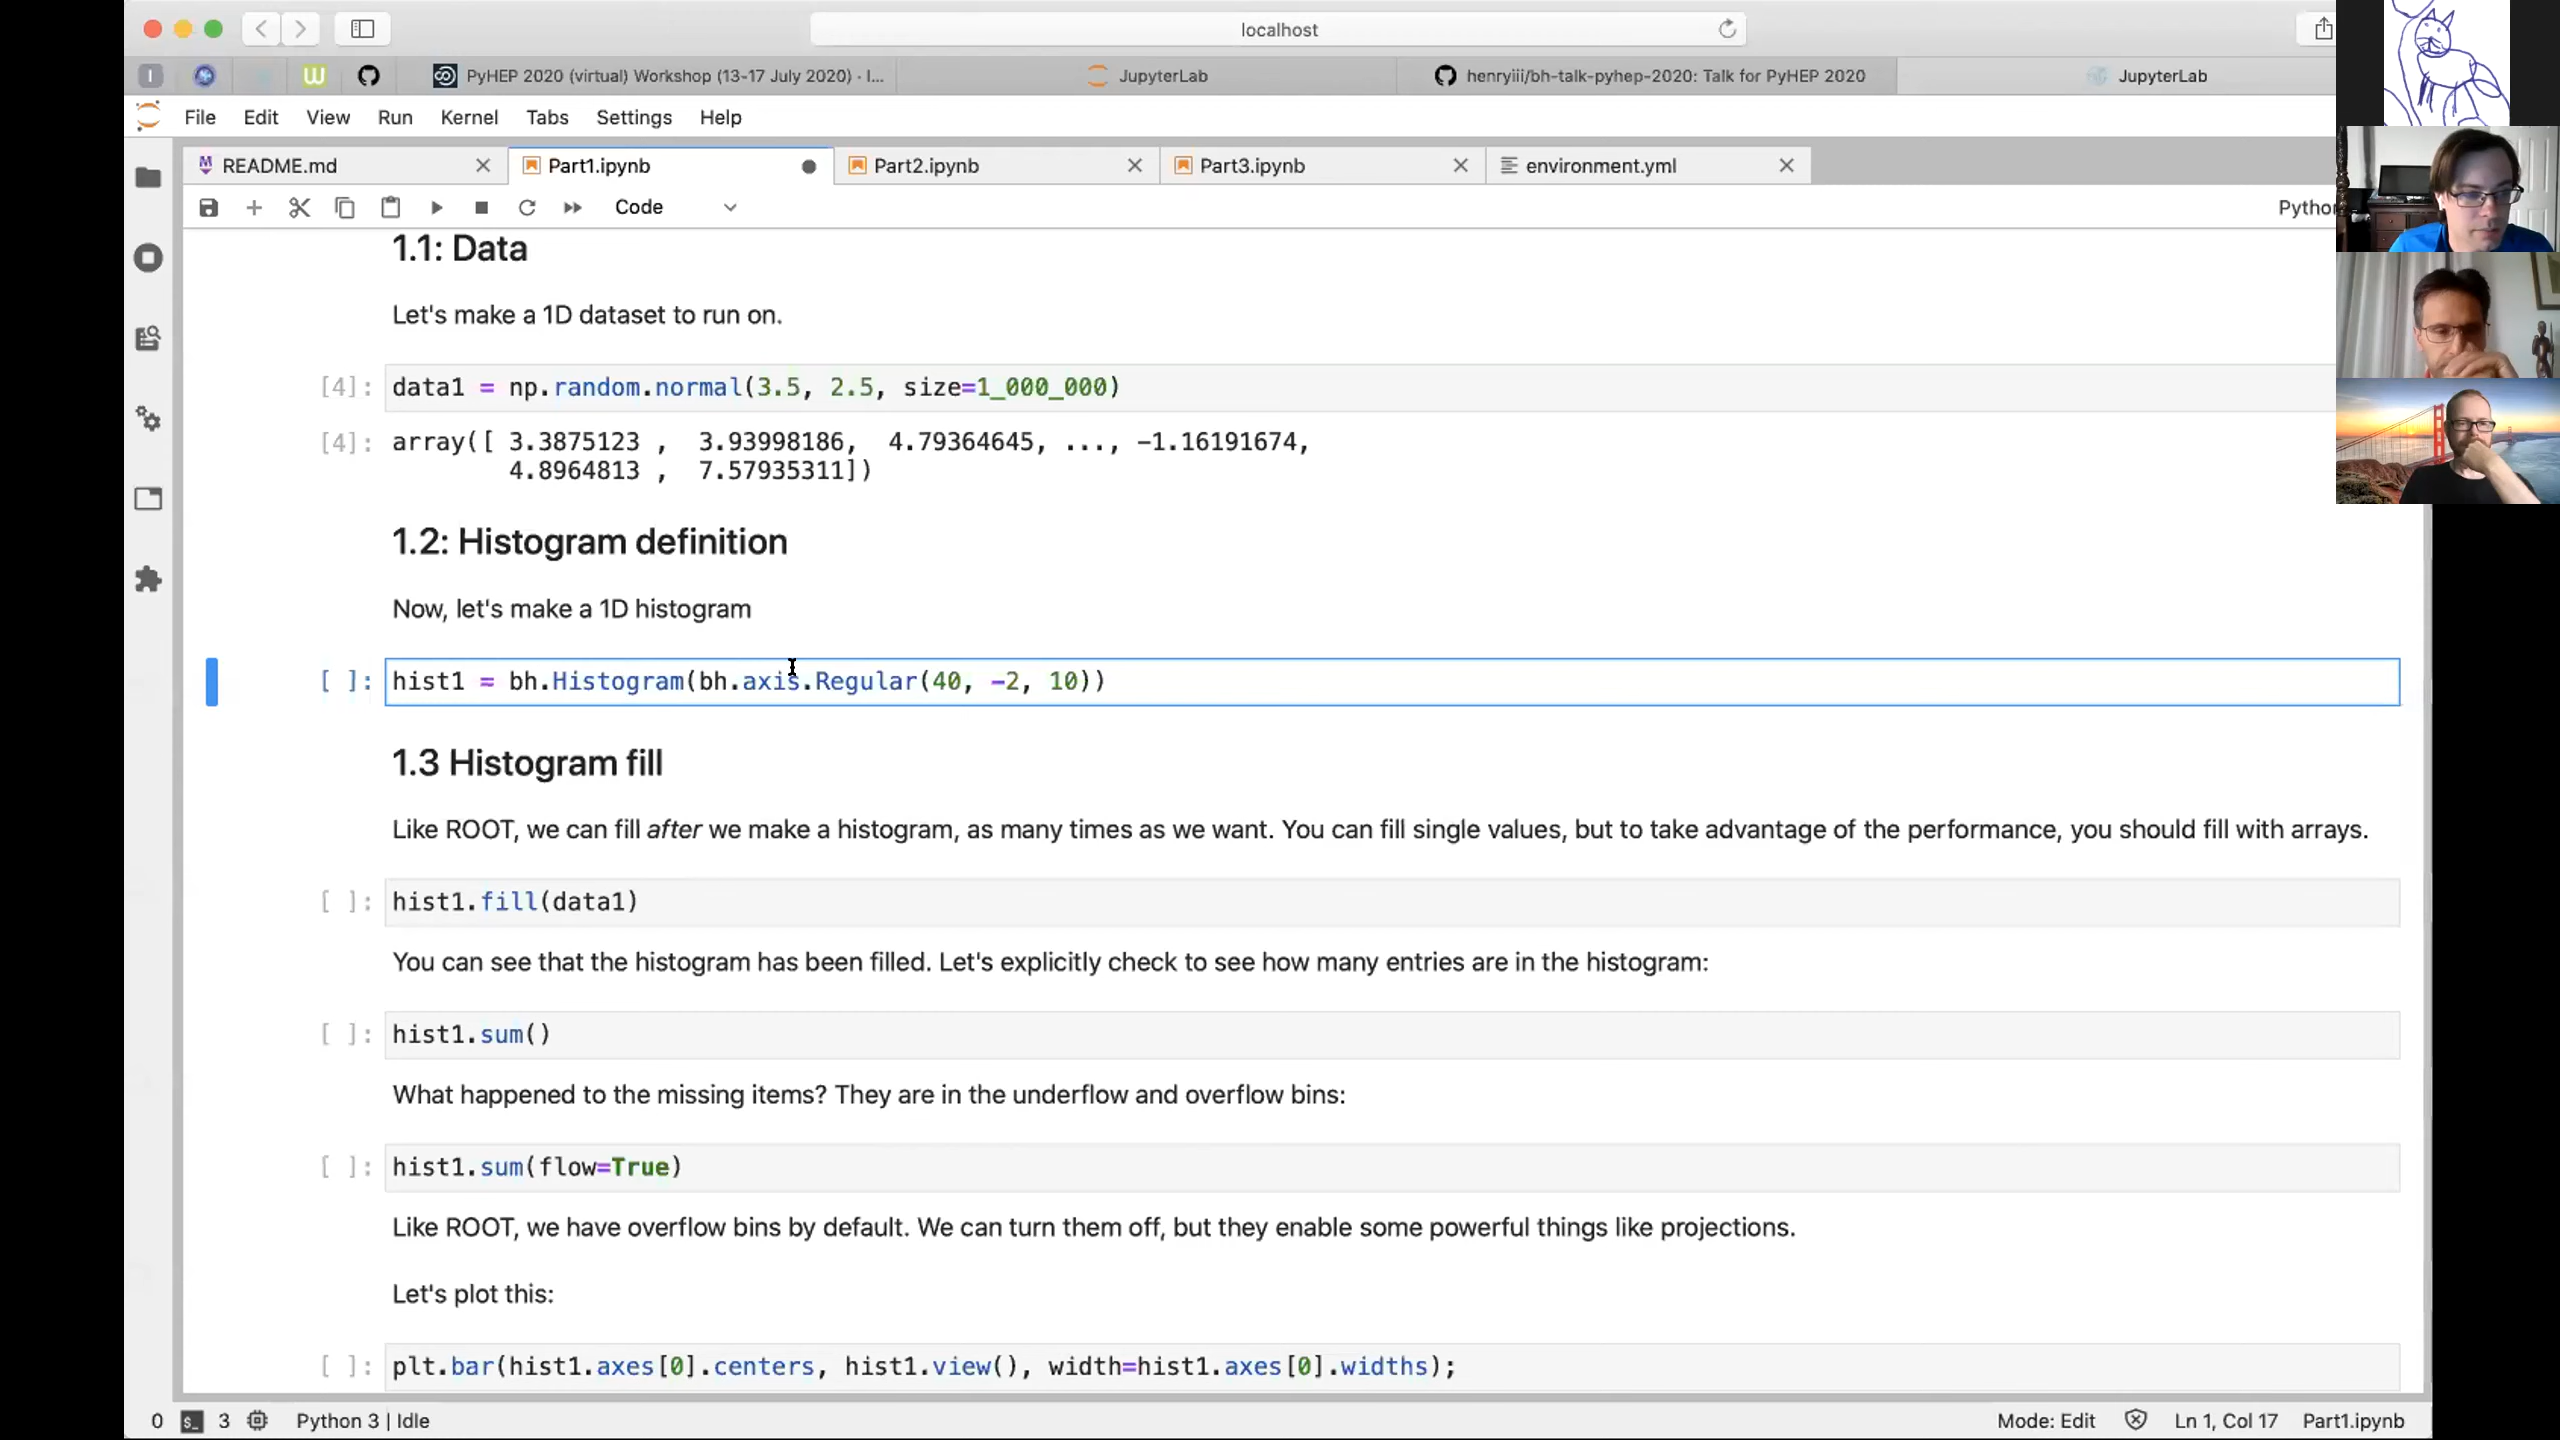 localhost
PyHEP 2020 (virtual) Workshop (13-17 July 2020) - I...
JupyterLab
henryiii/bh-talk-pyhep-2020: Talk for PyHEP 2020
JupyterLab
File Edit View Run Kernel Tabs Settings Help
README.md
Part1.ipynb
Part2.ipynb
Part3.ipynb
environment.yml
Code
Python
1.1: Data
Let's make a 1D dataset to run on.
[4]: data1 = np.random.normal(3.5, 2.5, size=1_000_000)
[4]: array([ 3.3875123 , 3.93998186, 4.79364645, ..., -1.16191674,
4.8964813 , 7.57935311])
1.2: Histogram definition
Now, let's make a 1D histogram
[ ]: hist1 = bh.Histogram(bh.axis.Regular(40, -2, 10))
1.3 Histogram fill
Like ROOT, we can fill after we make a histogram, as many times as we want. You can fill single values, but to take advantage of the performance, you should fill with arrays.
[ ]: hist1.fill(data1)
You can see that the histogram has been filled. Let's explicitly check to see how many entries are in the histogram:
[ ]: hist1.sum()
What happened to the missing items? They are in the underflow and overflow bins:
[ ]: hist1.sum(flow=True)
Like ROOT, we have overflow bins by default. We can turn them off, but they enable some powerful things like projections.
Let's plot this:
[ ]: plt.bar(hist1.axes[0].centers, hist1.view(), width=hist1.axes[0].widths);
0 3 Python 3 | Idle
Mode: Edit Ln 1, Col 17 Part1.ipynb